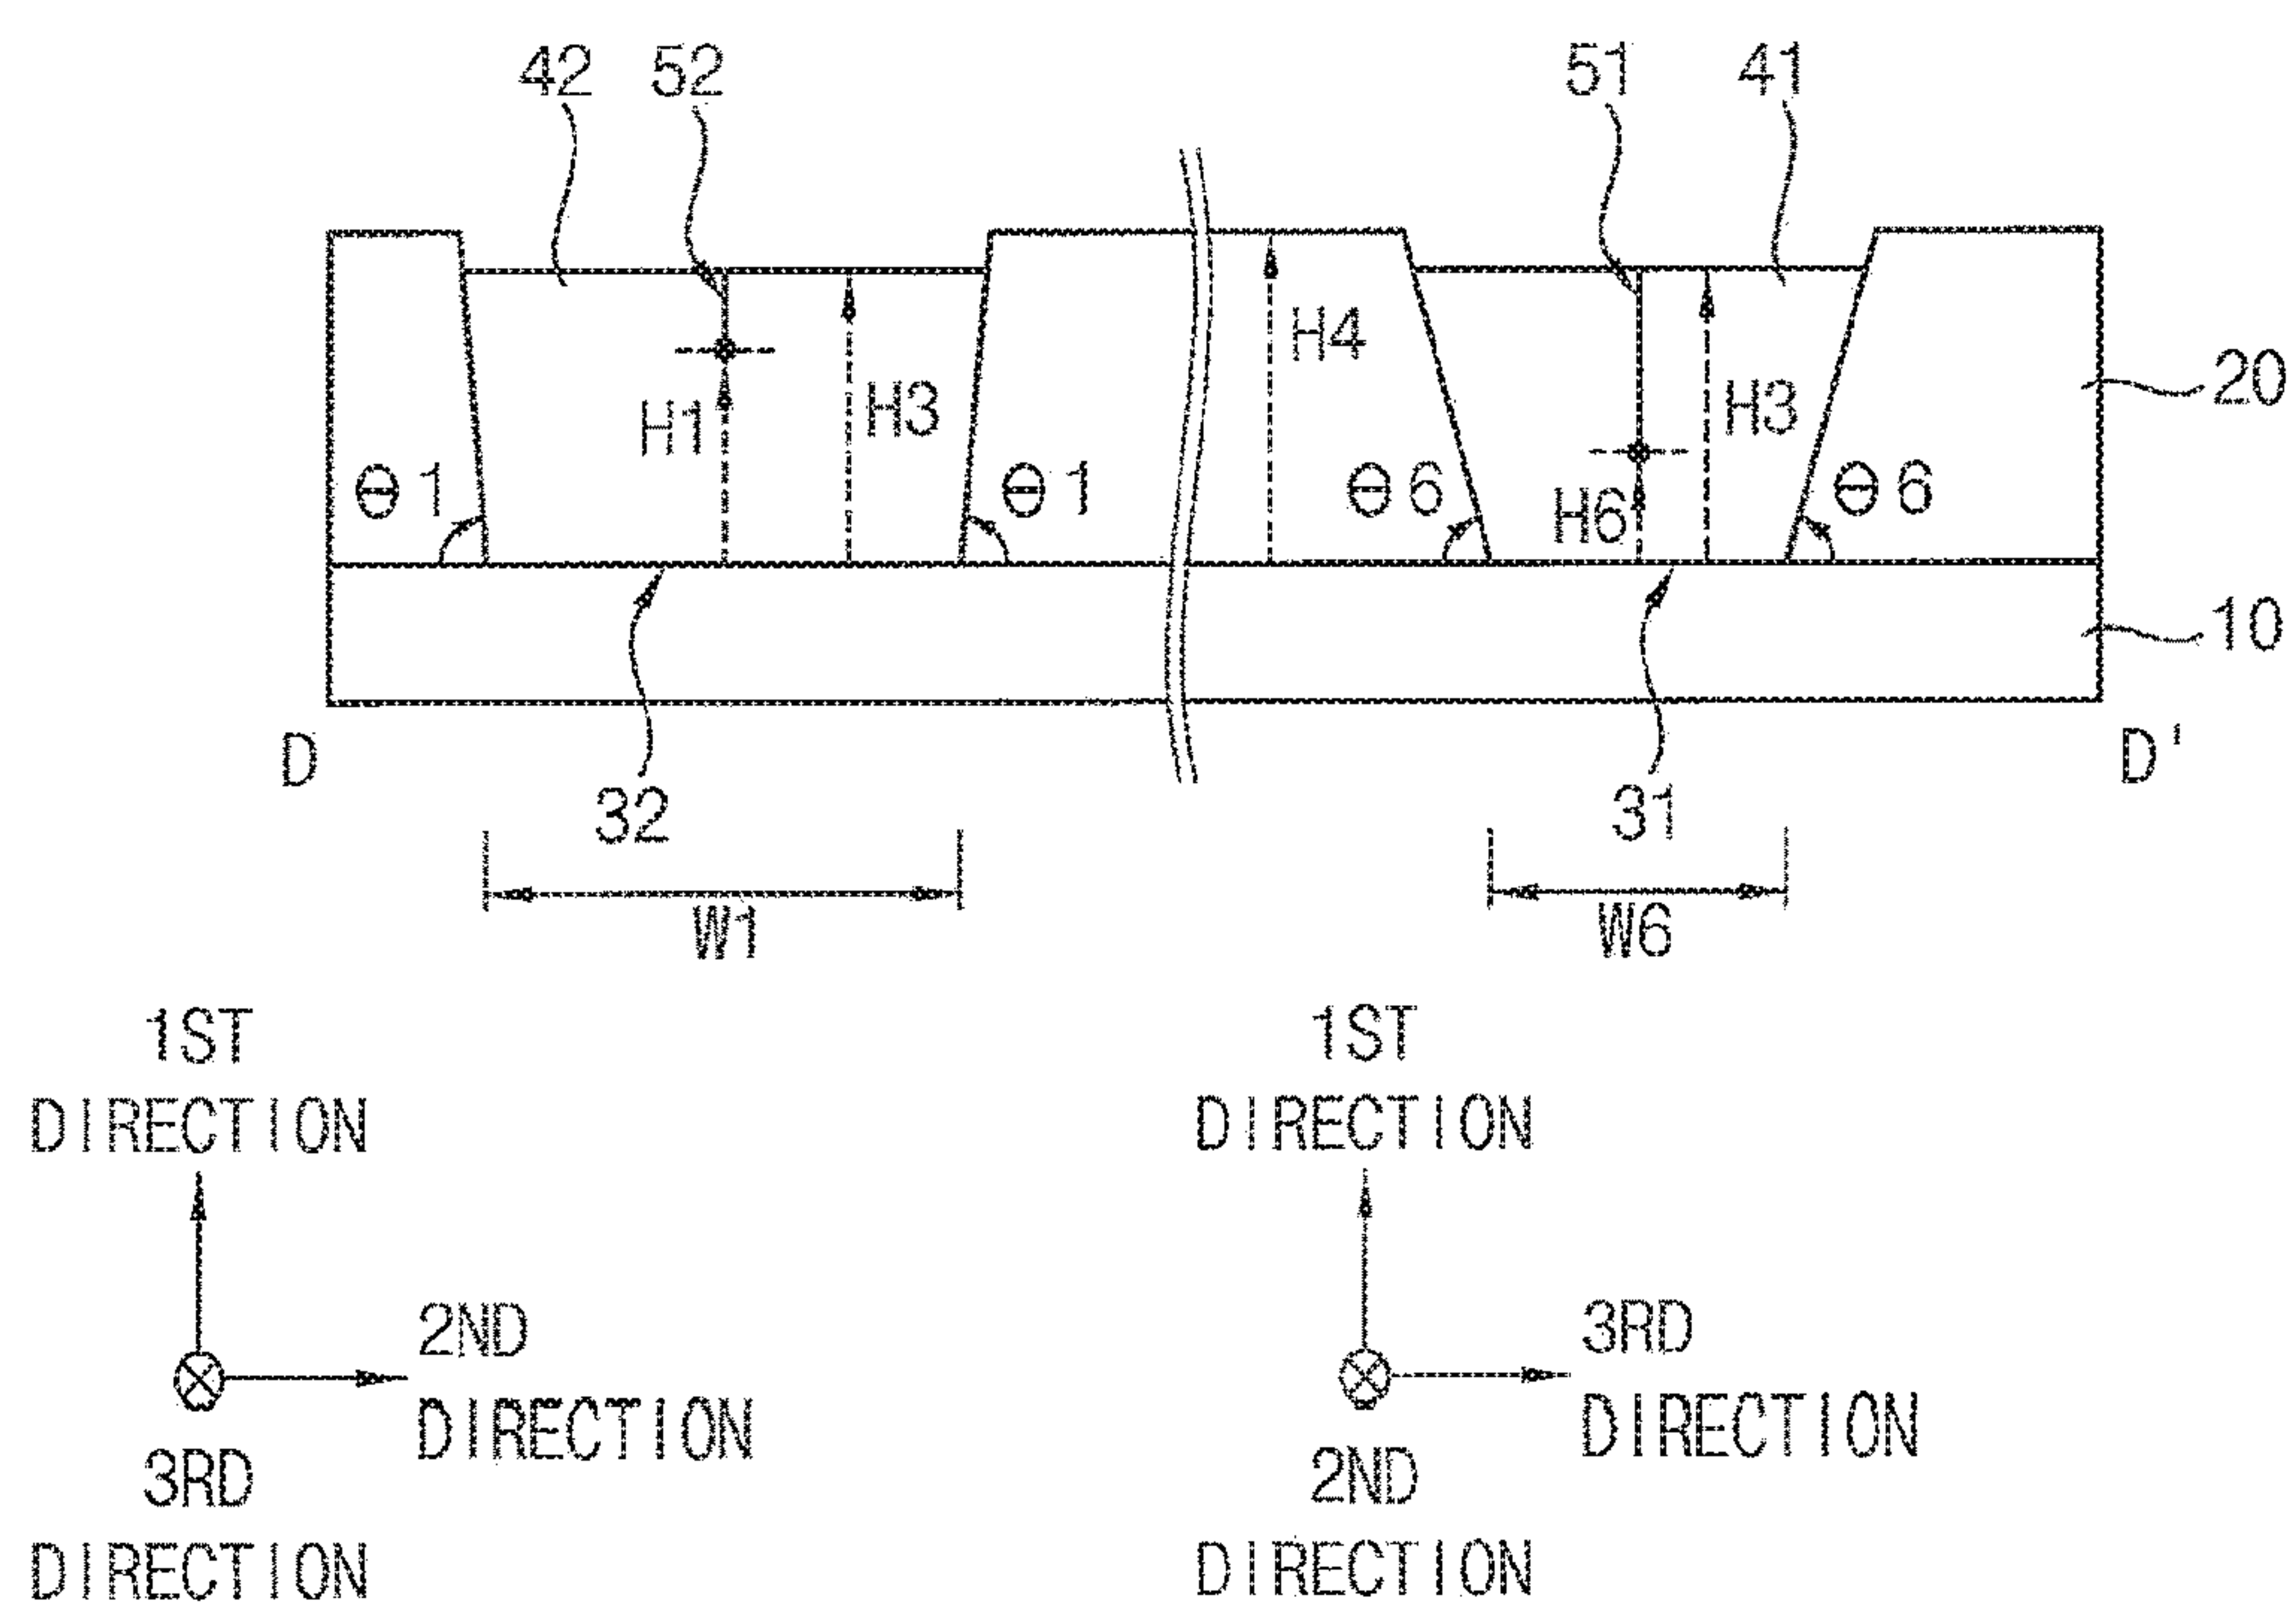 42 52 51 41
H4
20
H1 H3 H3
Θ1 Θ1 Θ6 H6 Θ6
10
D D'
32 31
W1 W6
1ST
DIRECTION
2ND
DIRECTION
3RD
DIRECTION
1ST
DIRECTION
3RD
DIRECTION
2ND
DIRECTION